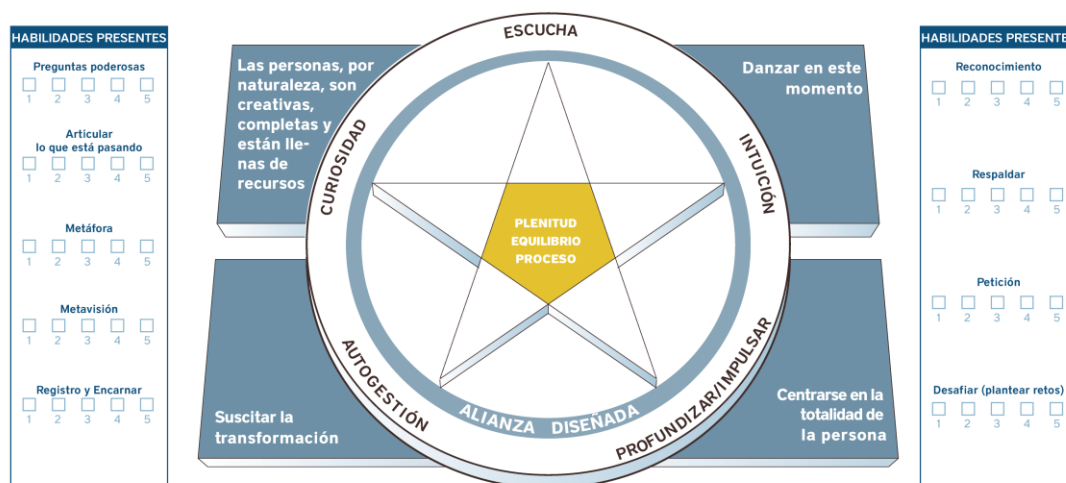 HABILIDADES PRESENTES
Preguntas poderosas
1 2 3 4 5
Articular
lo que está pasando
1 2 3 4 5
Metáfora
1 2 3 4 5
Metavisión
1 2 3 4 5
Registro y Encarnar
1 2 3 4 5
Las personas, por
naturaleza, son
creativas,
completas y
están lle-
nas de
recursos
Danzar en este
momento
ESCUCHA
CURIOSIDAD
INTUICIÓN
PLENITUD
EQUILIBRIO
PROCESO
AUTOGESTIÓN
ALIANZA DISEÑADA
PROFUNDIZAR/IMPULSAR
Suscitar la
transformación
Centrarse en la
totalidad de
la persona
HABILIDADES PRESENTE
Reconocimiento
1 2 3 4 5
Respaldar
1 2 3 4 5
Petición
1 2 3 4 5
Desafiar (plantear retos)
1 2 3 4 5